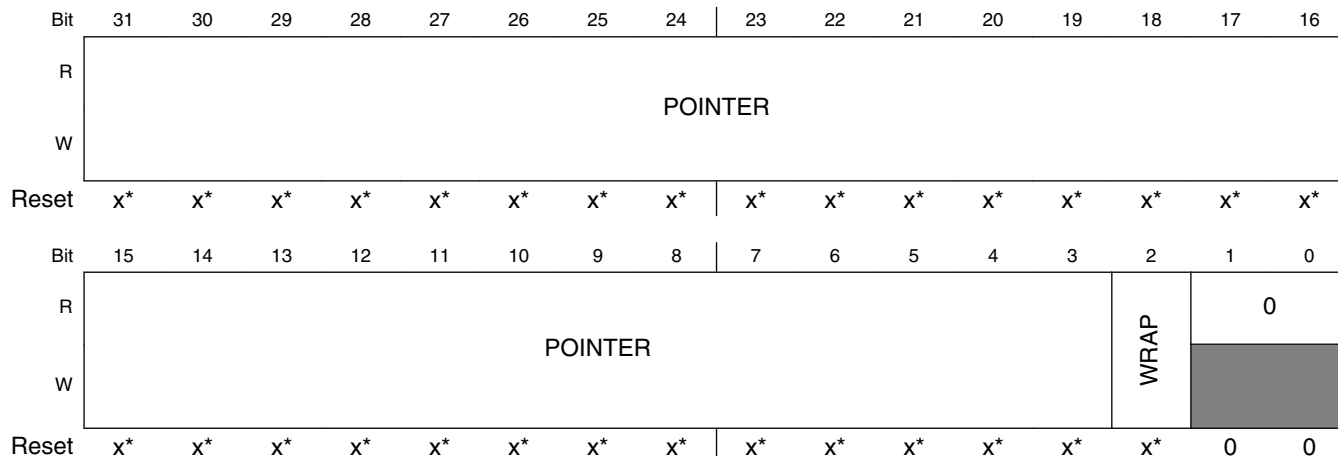 Bit 31 30 29 28 27 26 25 24 23 22 21 20 19 18 17 16
R
POINTER
W
Reset x* x* x* x* x* x* x* x* x* x* x* x* x* x* x* x*
Bit 15 14 13 12 11 10 9 8 7 6 5 4 3 2 1 0
R 0
POINTER WRAP
W
Reset x* x* x* x* x* x* x* x* x* x* x* x* x* x* 0 0